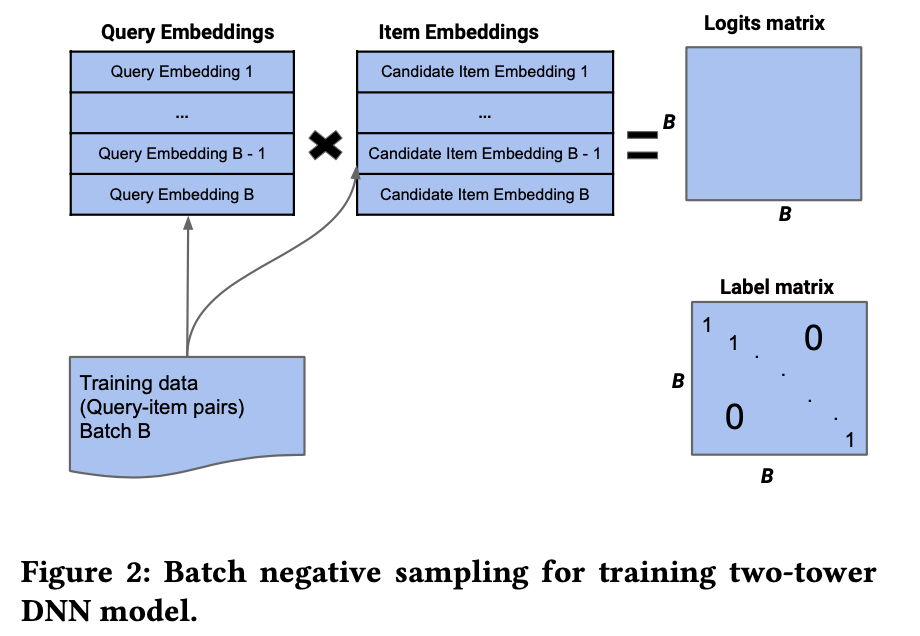 Query Embeddings
Query Embedding 1
...
Query Embedding B - 1
Query Embedding B
Item Embeddings
Candidate Item Embedding 1
...
Candidate Item Embedding B - 1
Candidate Item Embedding B
Logits matrix
B
B
Training data
(Query-item pairs)
Batch B
Label matrix
1
1
0
B
0
1
B
Figure 2: Batch negative sampling for training two-tower
DNN model.